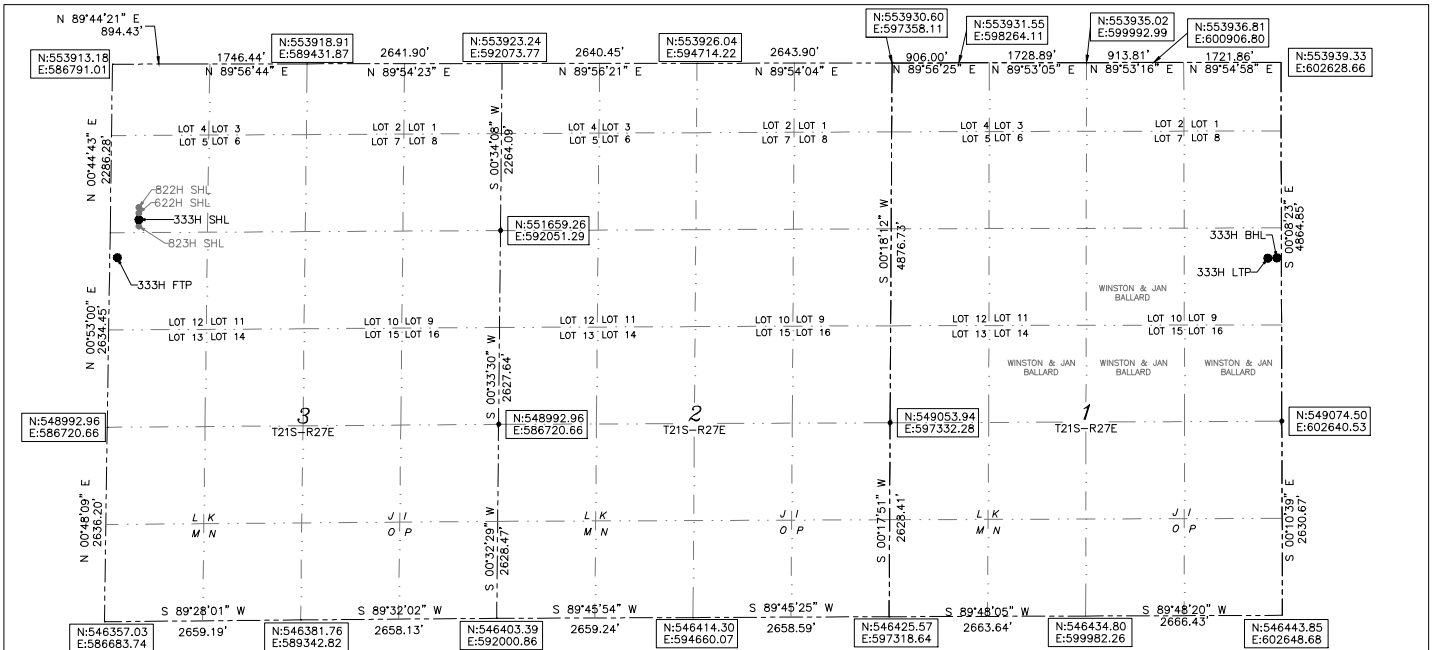 N 89°44'21" E
894.43'
N:553913.18
E:586791.01
1746.44'
N 89°56'44" E
N:553918.91
E:589431.87
2641.90'
N 89°54'23" E
N:553923.24
E:592073.77
2640.45'
N 89°56'21" E
N:553926.04
E:594714.22
2643.90'
N 89°54'04" E
N:553930.60
E:597358.11
906.00'
N 89°56'25" E
N:553931.55
E:598264.11
1728.89'
N 89°53'05" E
N:553935.02
E:599992.99
913.81'
N 89°53'16" E
N:553936.81
E:600906.80
1721.86'
N 89°54'58" E
N:553939.33
E:602628.66
N 00°44'43" E
2286.28'
S 00°34'08" W
2264.09'
LOT 4 LOT 3
LOT 5 LOT 6
LOT 2 LOT 1
LOT 7 LOT 8
LOT 4 LOT 3
LOT 5 LOT 6
LOT 2 LOT 1
LOT 7 LOT 8
LOT 4 LOT 3
LOT 5 LOT 6
LOT 2 LOT 1
LOT 7 LOT 8
822H SHL
622H SHL
333H SHL
823H SHL
333H FTP
N:551659.26
E:592051.29
S 00°18'12" W
4876.73'
S 00°08'23" E
4864.85'
333H BHL
333H LTP
WINSTON & JAN
BALLARD
N 00°53'00" E
2634.45'
LOT 12 LOT 11
LOT 13 LOT 14
LOT 10 LOT 9
LOT 15 LOT 16
LOT 12 LOT 11
LOT 13 LOT 14
LOT 10 LOT 9
LOT 15 LOT 16
LOT 12 LOT 11
LOT 13 LOT 14
LOT 10 LOT 9
LOT 15 LOT 16
S 00°33'30" W
2627.64'
WINSTON & JAN
BALLARD
WINSTON & JAN
BALLARD
WINSTON & JAN
BALLARD
N:548992.96
E:586720.66
3
T21S-R27E
N:548992.96
E:586720.66
2
T21S-R27E
N:549053.94
E:597332.28
1
T21S-R27E
N:549074.50
E:602640.53
N 00°48'09" E
2636.20'
L K
M N
J I
O P
S 00°32'29" W
2628.47'
L K
M N
J I
O P
S 00°17'51" W
2628.41'
L K
M N
J I
O P
S 00°10'39" E
2630.67'
N:546357.03
E:586683.74
S 89°28'01" W
2659.19'
N:546381.76
E:589342.82
S 89°32'02" W
2658.13'
N:546403.39
E:592000.86
S 89°45'54" W
2659.24'
N:546414.30
E:594660.07
S 89°45'25" W
2658.59'
N:546425.57
E:597318.64
S 89°48'05" W
2663.64'
N:546434.80
E:599982.26
S 89°48'20" W
2666.43'
N:546443.85
E:602648.68